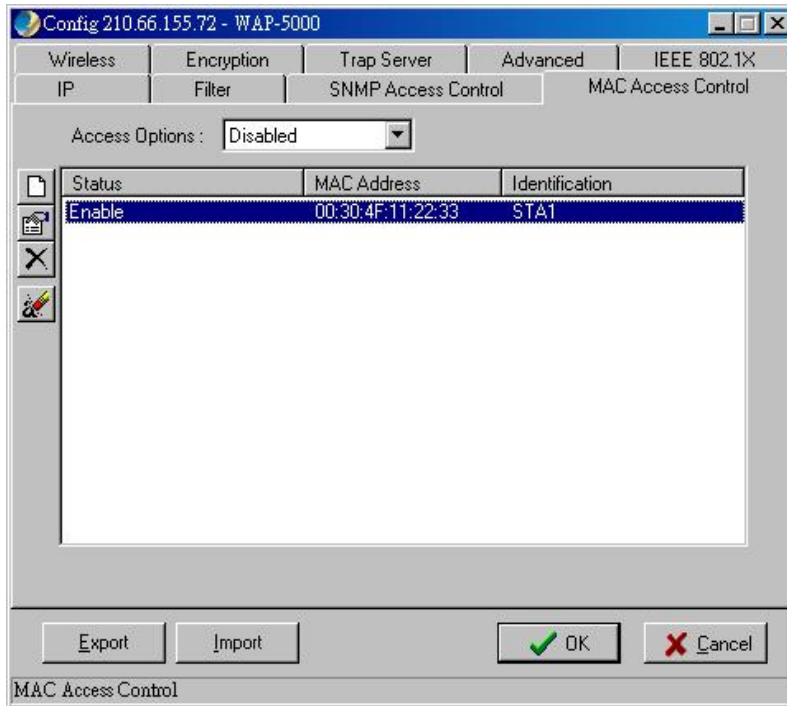 Config 210.66.155.72 - WAP-5000
Wireless Encryption Trap Server Advanced IEEE 802.1X
IP Filter SNMP Access Control MAC Access Control
Access Options : Disabled
Status MAC Address Identification
Enable 00:30:4F:11:22:33 STA1
Export Import OK Cancel
MAC Access Control